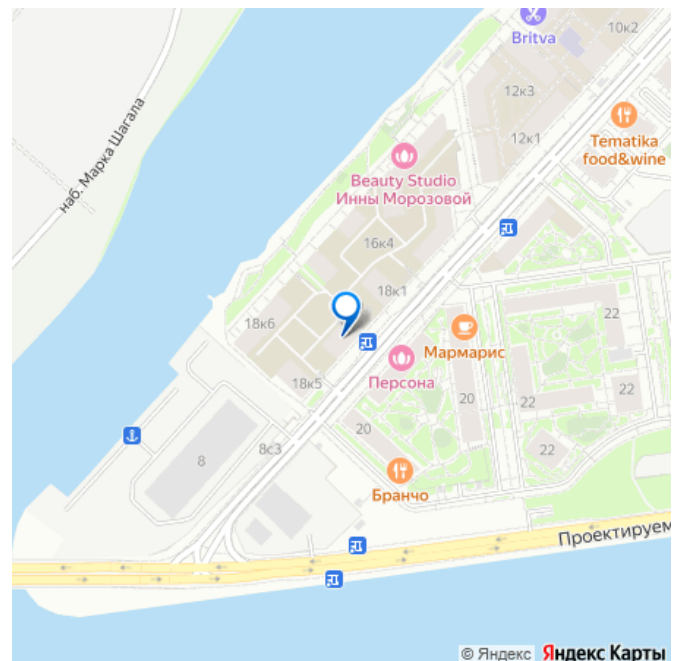 Britva
10к2
12к3
12к1
Tematika
food&wine
наб. Марка Шагала
Beauty Studio
Инны Морозовой
16к4
18к1
18к6
22
Мармарис
Персона
18к5
22
20
22
20
8с3
8
22
Бранчо
Проектируем
© Яндекс Яндекс Карты